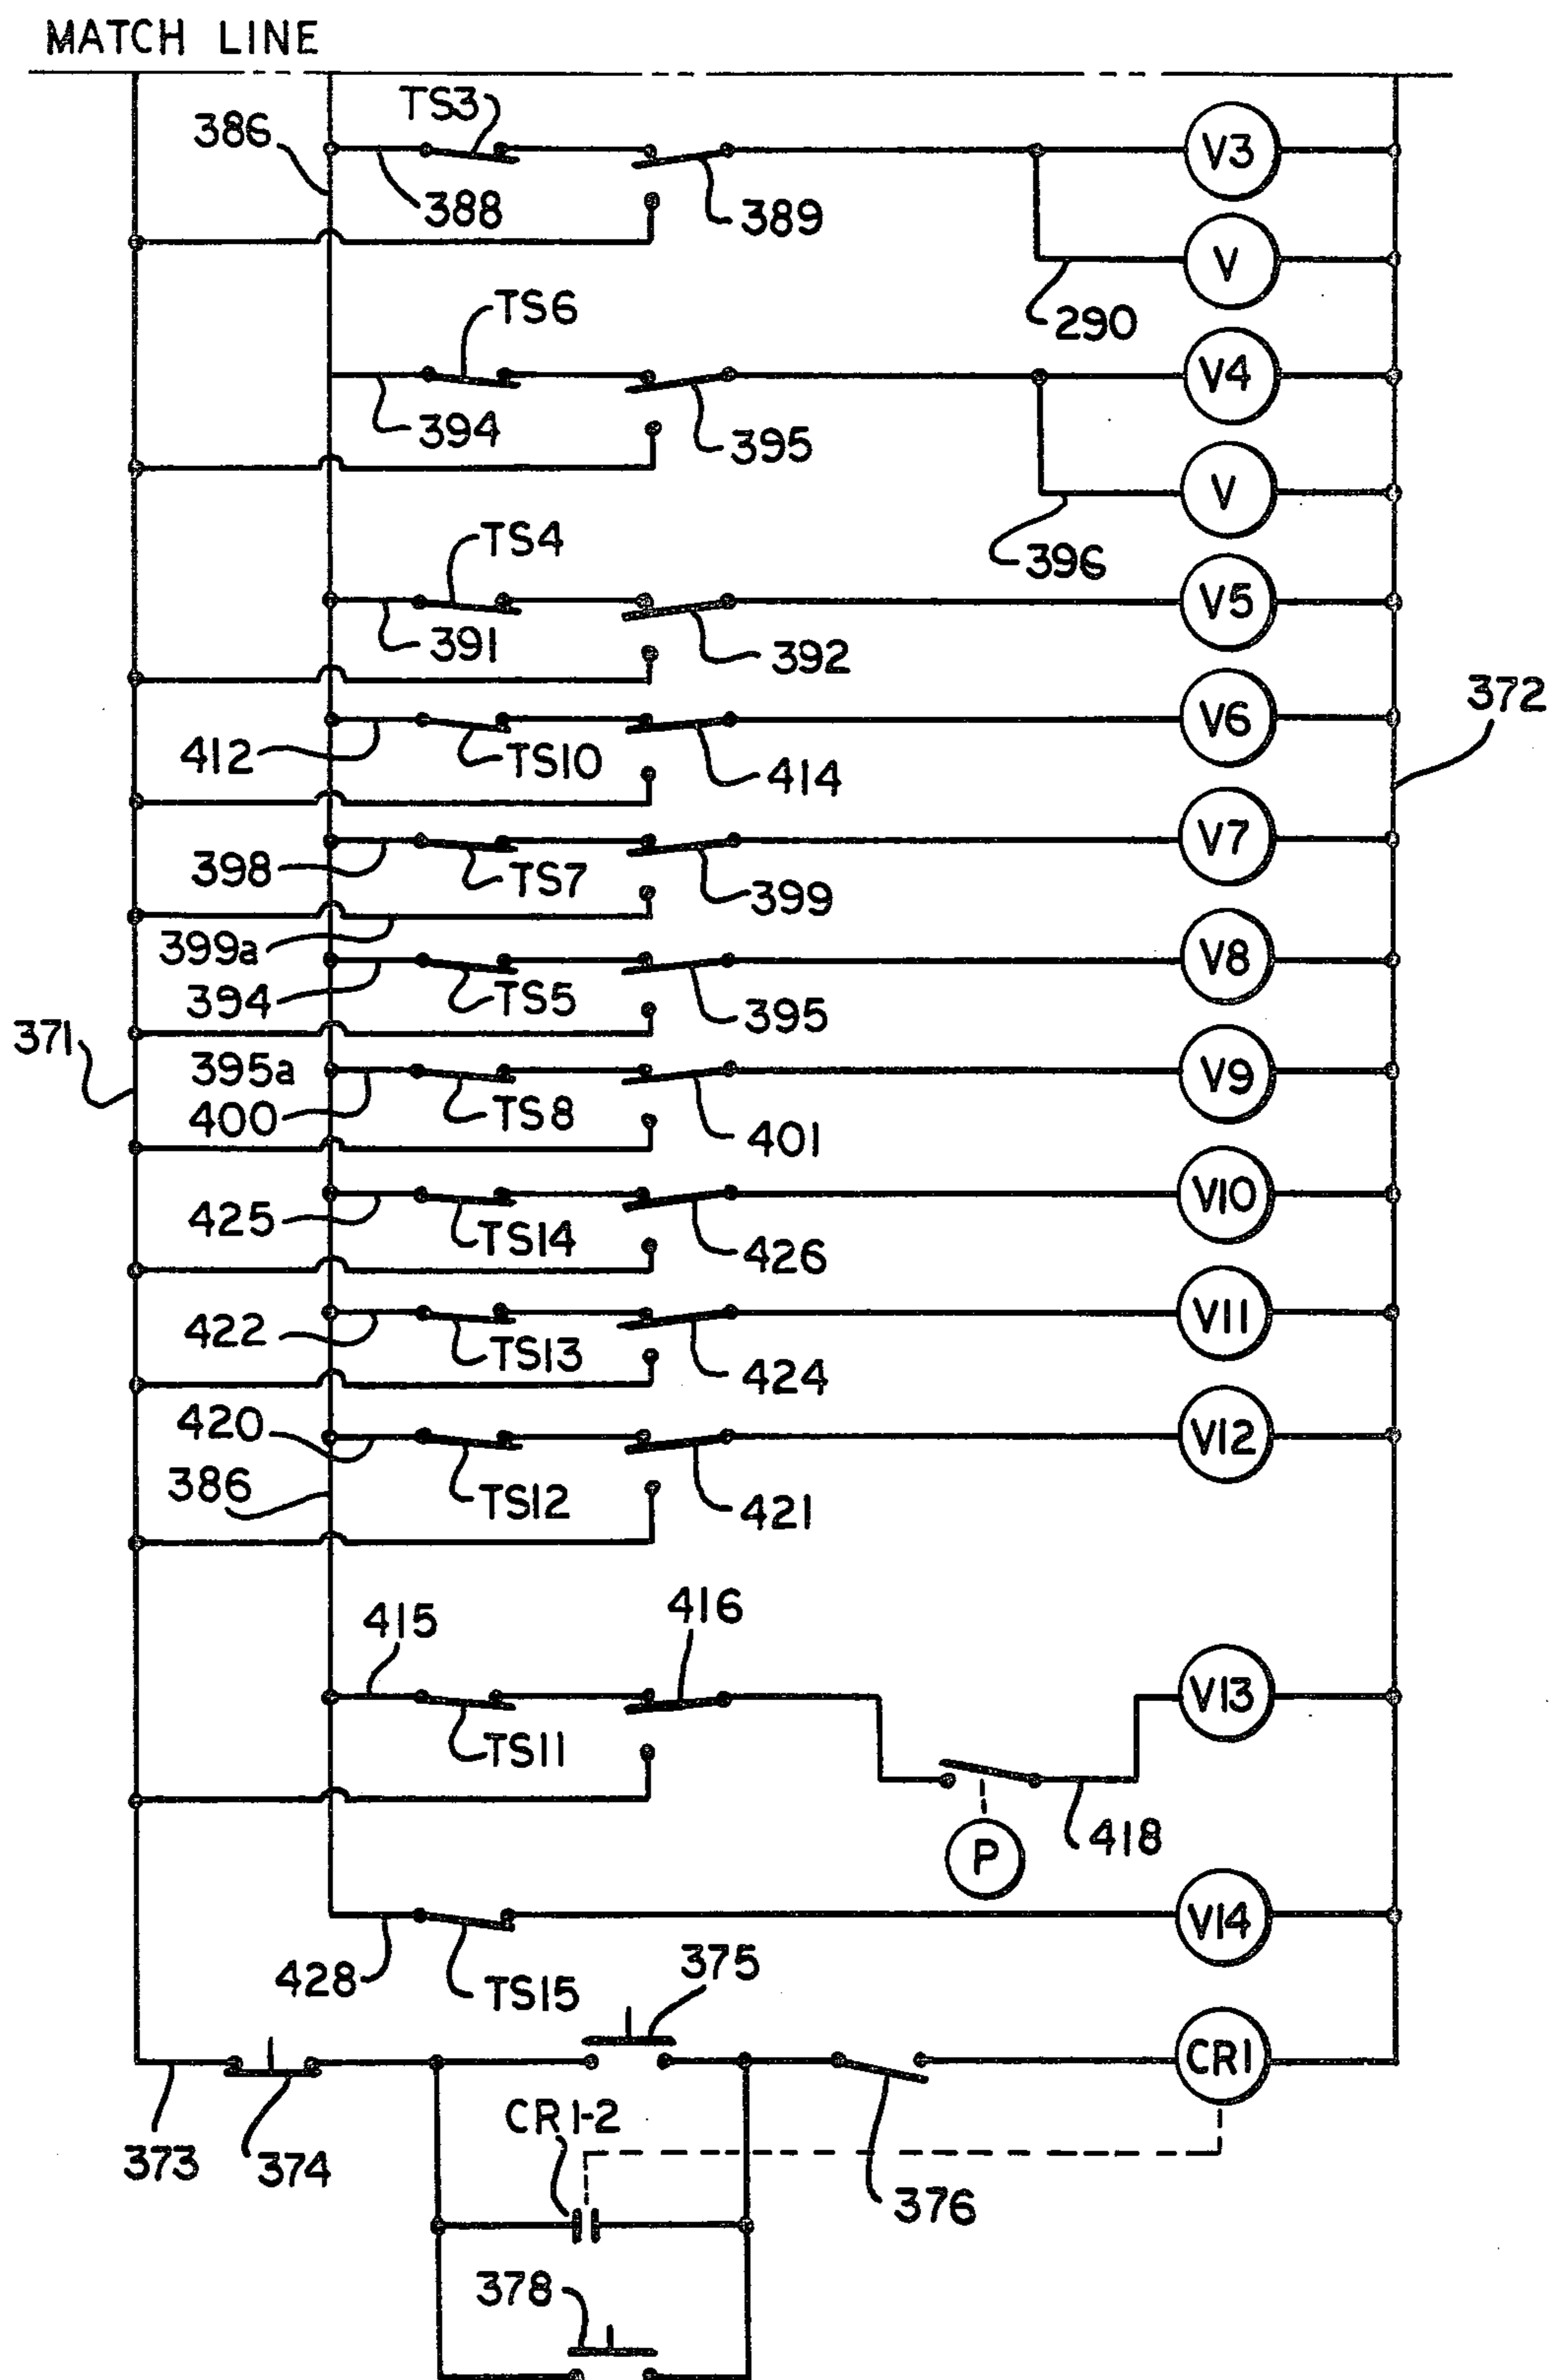 MATCH LINE
TS3
386
V3
388
389
V
290
TS6
V4
394
395
V
396
TS4
V5
391
392
372
V6
412
TS10
414
V7
398
TS7
399
399a
V8
394
TS5
395
371
395a
V9
400
TS8
401
V10
425
TS14
426
V11
422
TS13
424
420
V12
386
TS12
421
415
416
V13
TS11
418
P
V14
428
TS15
375
CR1
373
374
CR1-2
376
378